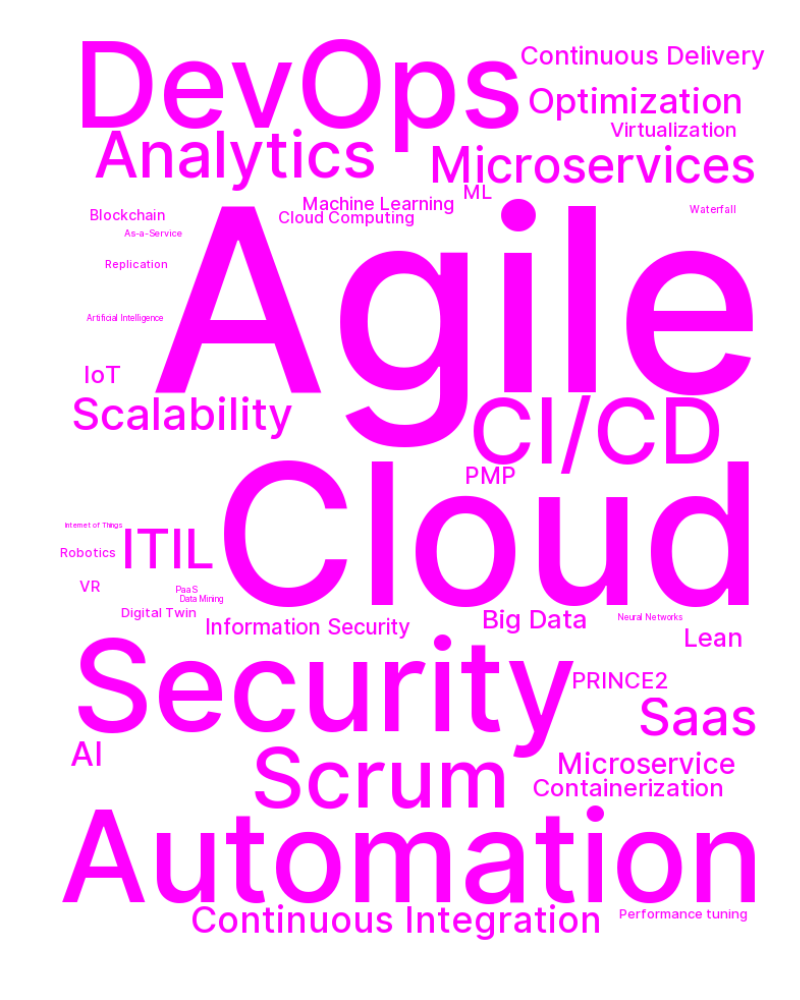 DevOps
Continuous Delivery
Optimization
Virtualization
Analytics
Microservices
ML
Machine Learning
Cloud Computing
Blockchain
Waterfall
As-a-Service
Agile
Replication
Artificial Intelligence
IoT
Scalability
CI/CD
PMP
Cloud
Internet of Things
ITIL
Robotics
VR
PaaS
Data Mining
Digital Twin
Information Security
Big Data
Neural Networks
Lean
Security
PRINCE2
Saas
AI
Scrum
Microservice
Containerization
Automation
Continuous Integration
Performance tuning